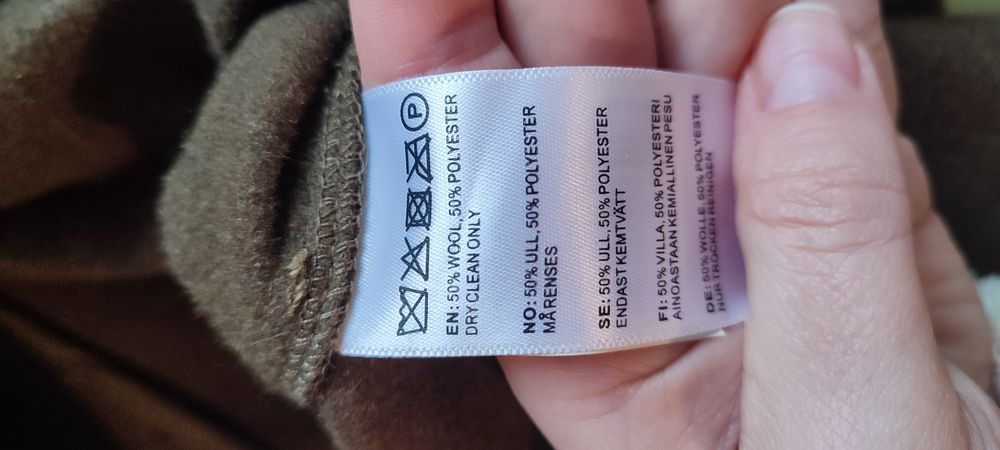 P
EN: 50% WOOL, 50% POLYESTER
DRY CLEAN ONLY
NO: 50% ULL, 50% POLYESTER
MÅ RENSES
SE: 50% ULL, 50% POLYESTER
ENDAST KEMTVÄTT
FI: 50% VILLA, 50% POLYESTERI
AINOASTAAN KEMIALLINEN PESU
DE: 50% WOLLE, 50% POLYESTER
NUR TROCKEN REINIGEN